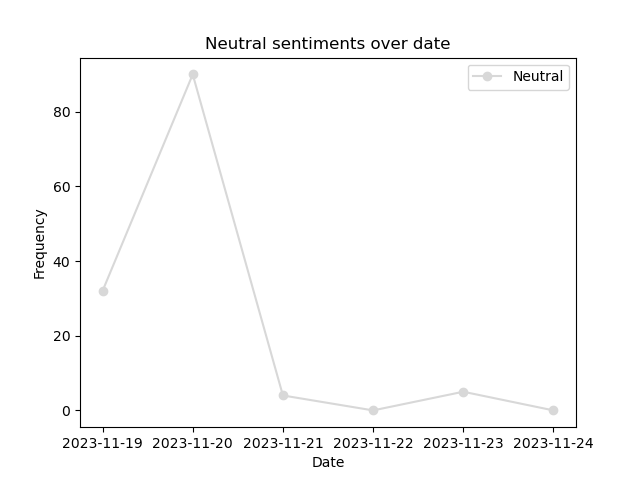 Neutral sentiments over date
Neutral
Frequency
80
60
40
20
0
2023-11-19 2023-11-20 2023-11-21 2023-11-22 2023-11-23 2023-11-24
Date